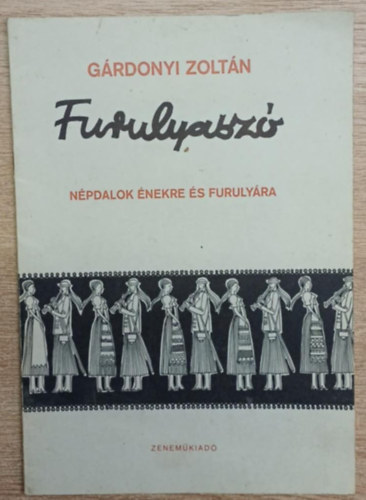 GÁRDONYI ZOLTÁN
Furulyaszó
NÉPDALOK ÉNEKRE ÉS FURULYÁRA
ZENEMŰKIADÓ